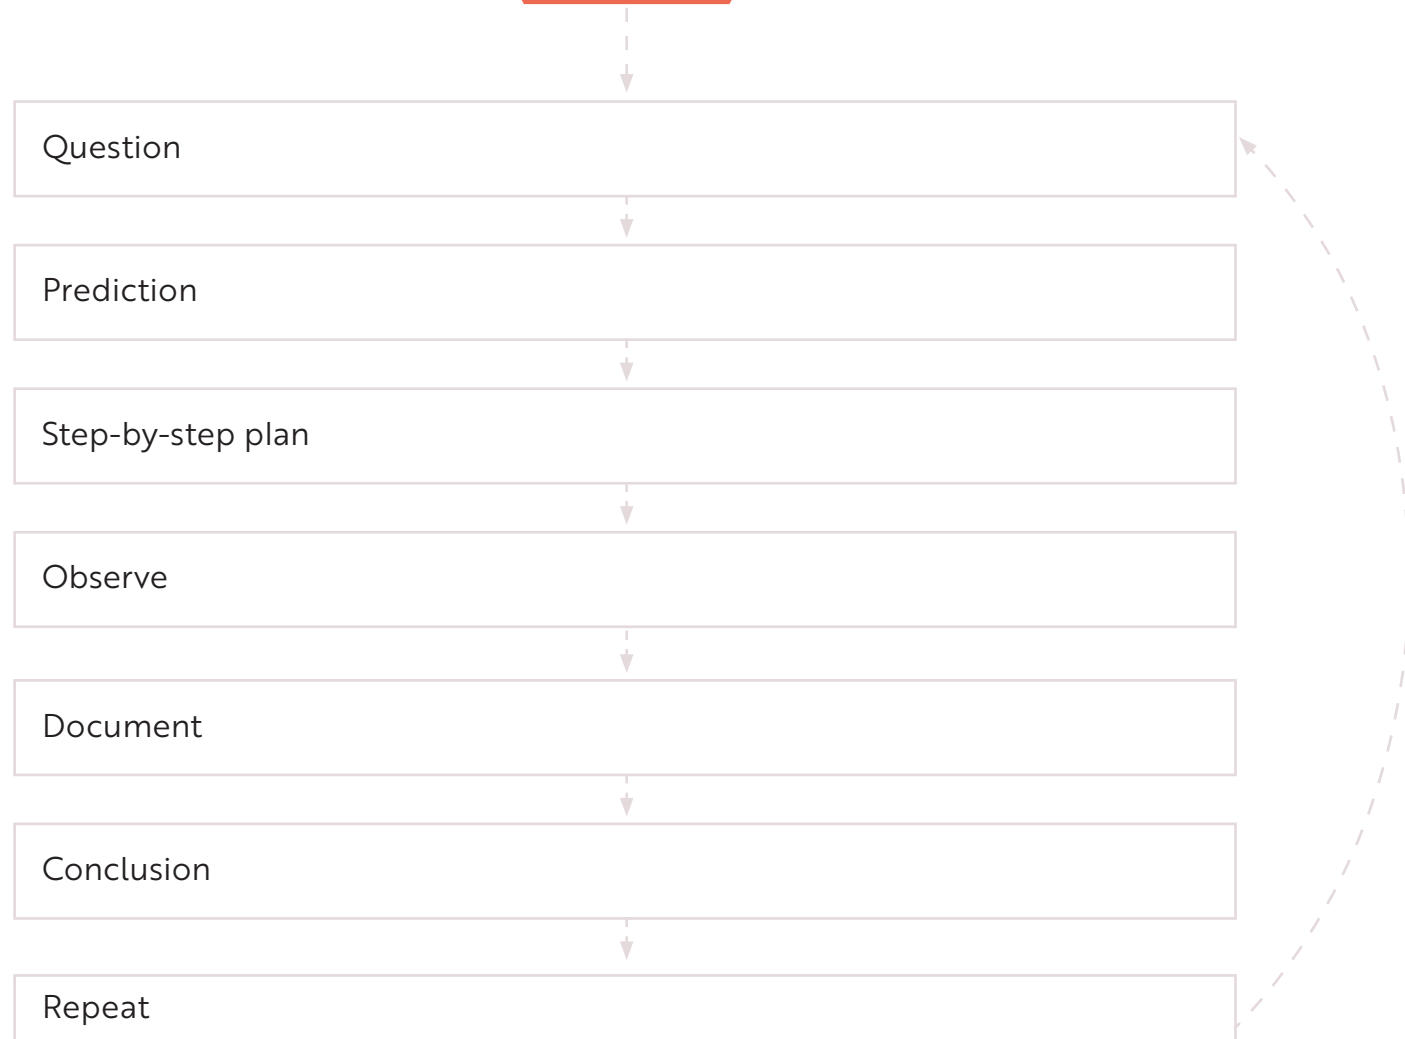 Question
Prediction
Step-by-step plan
Observe
Document
Conclusion
Repeat